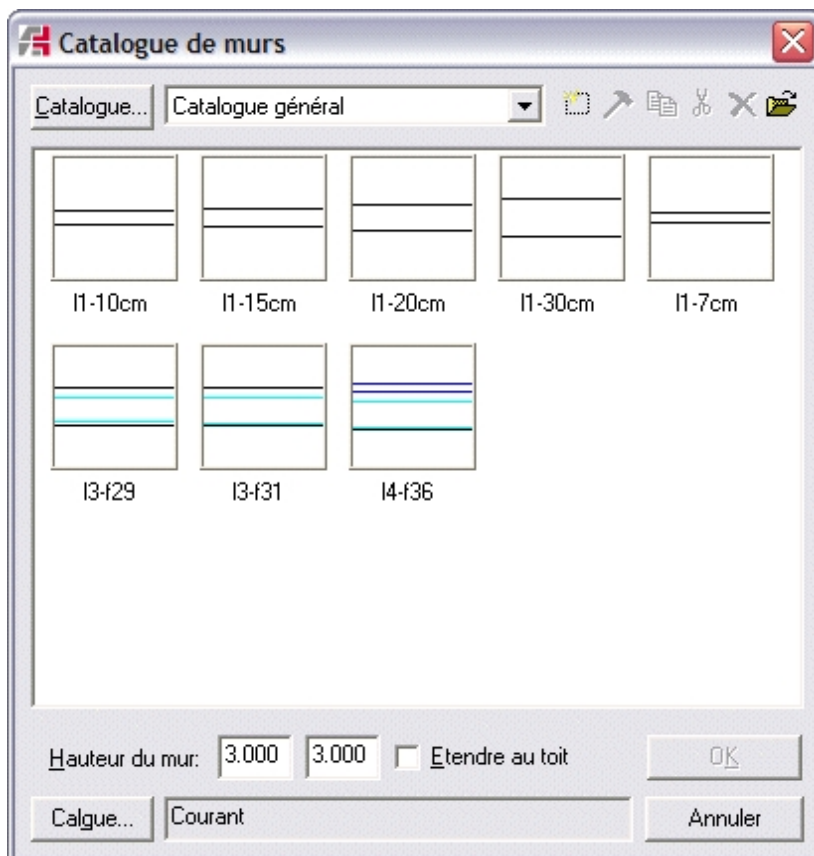 Catalogue de murs
Catalogue... Catalogue général
l1-10cm l1-15cm l1-20cm l1-30cm l1-7cm
l3-f29 l3-f31 l4-f36
Hauteur du mur: 3.000 3.000 Etendre au toit OK
Calgue... Courant Annuler